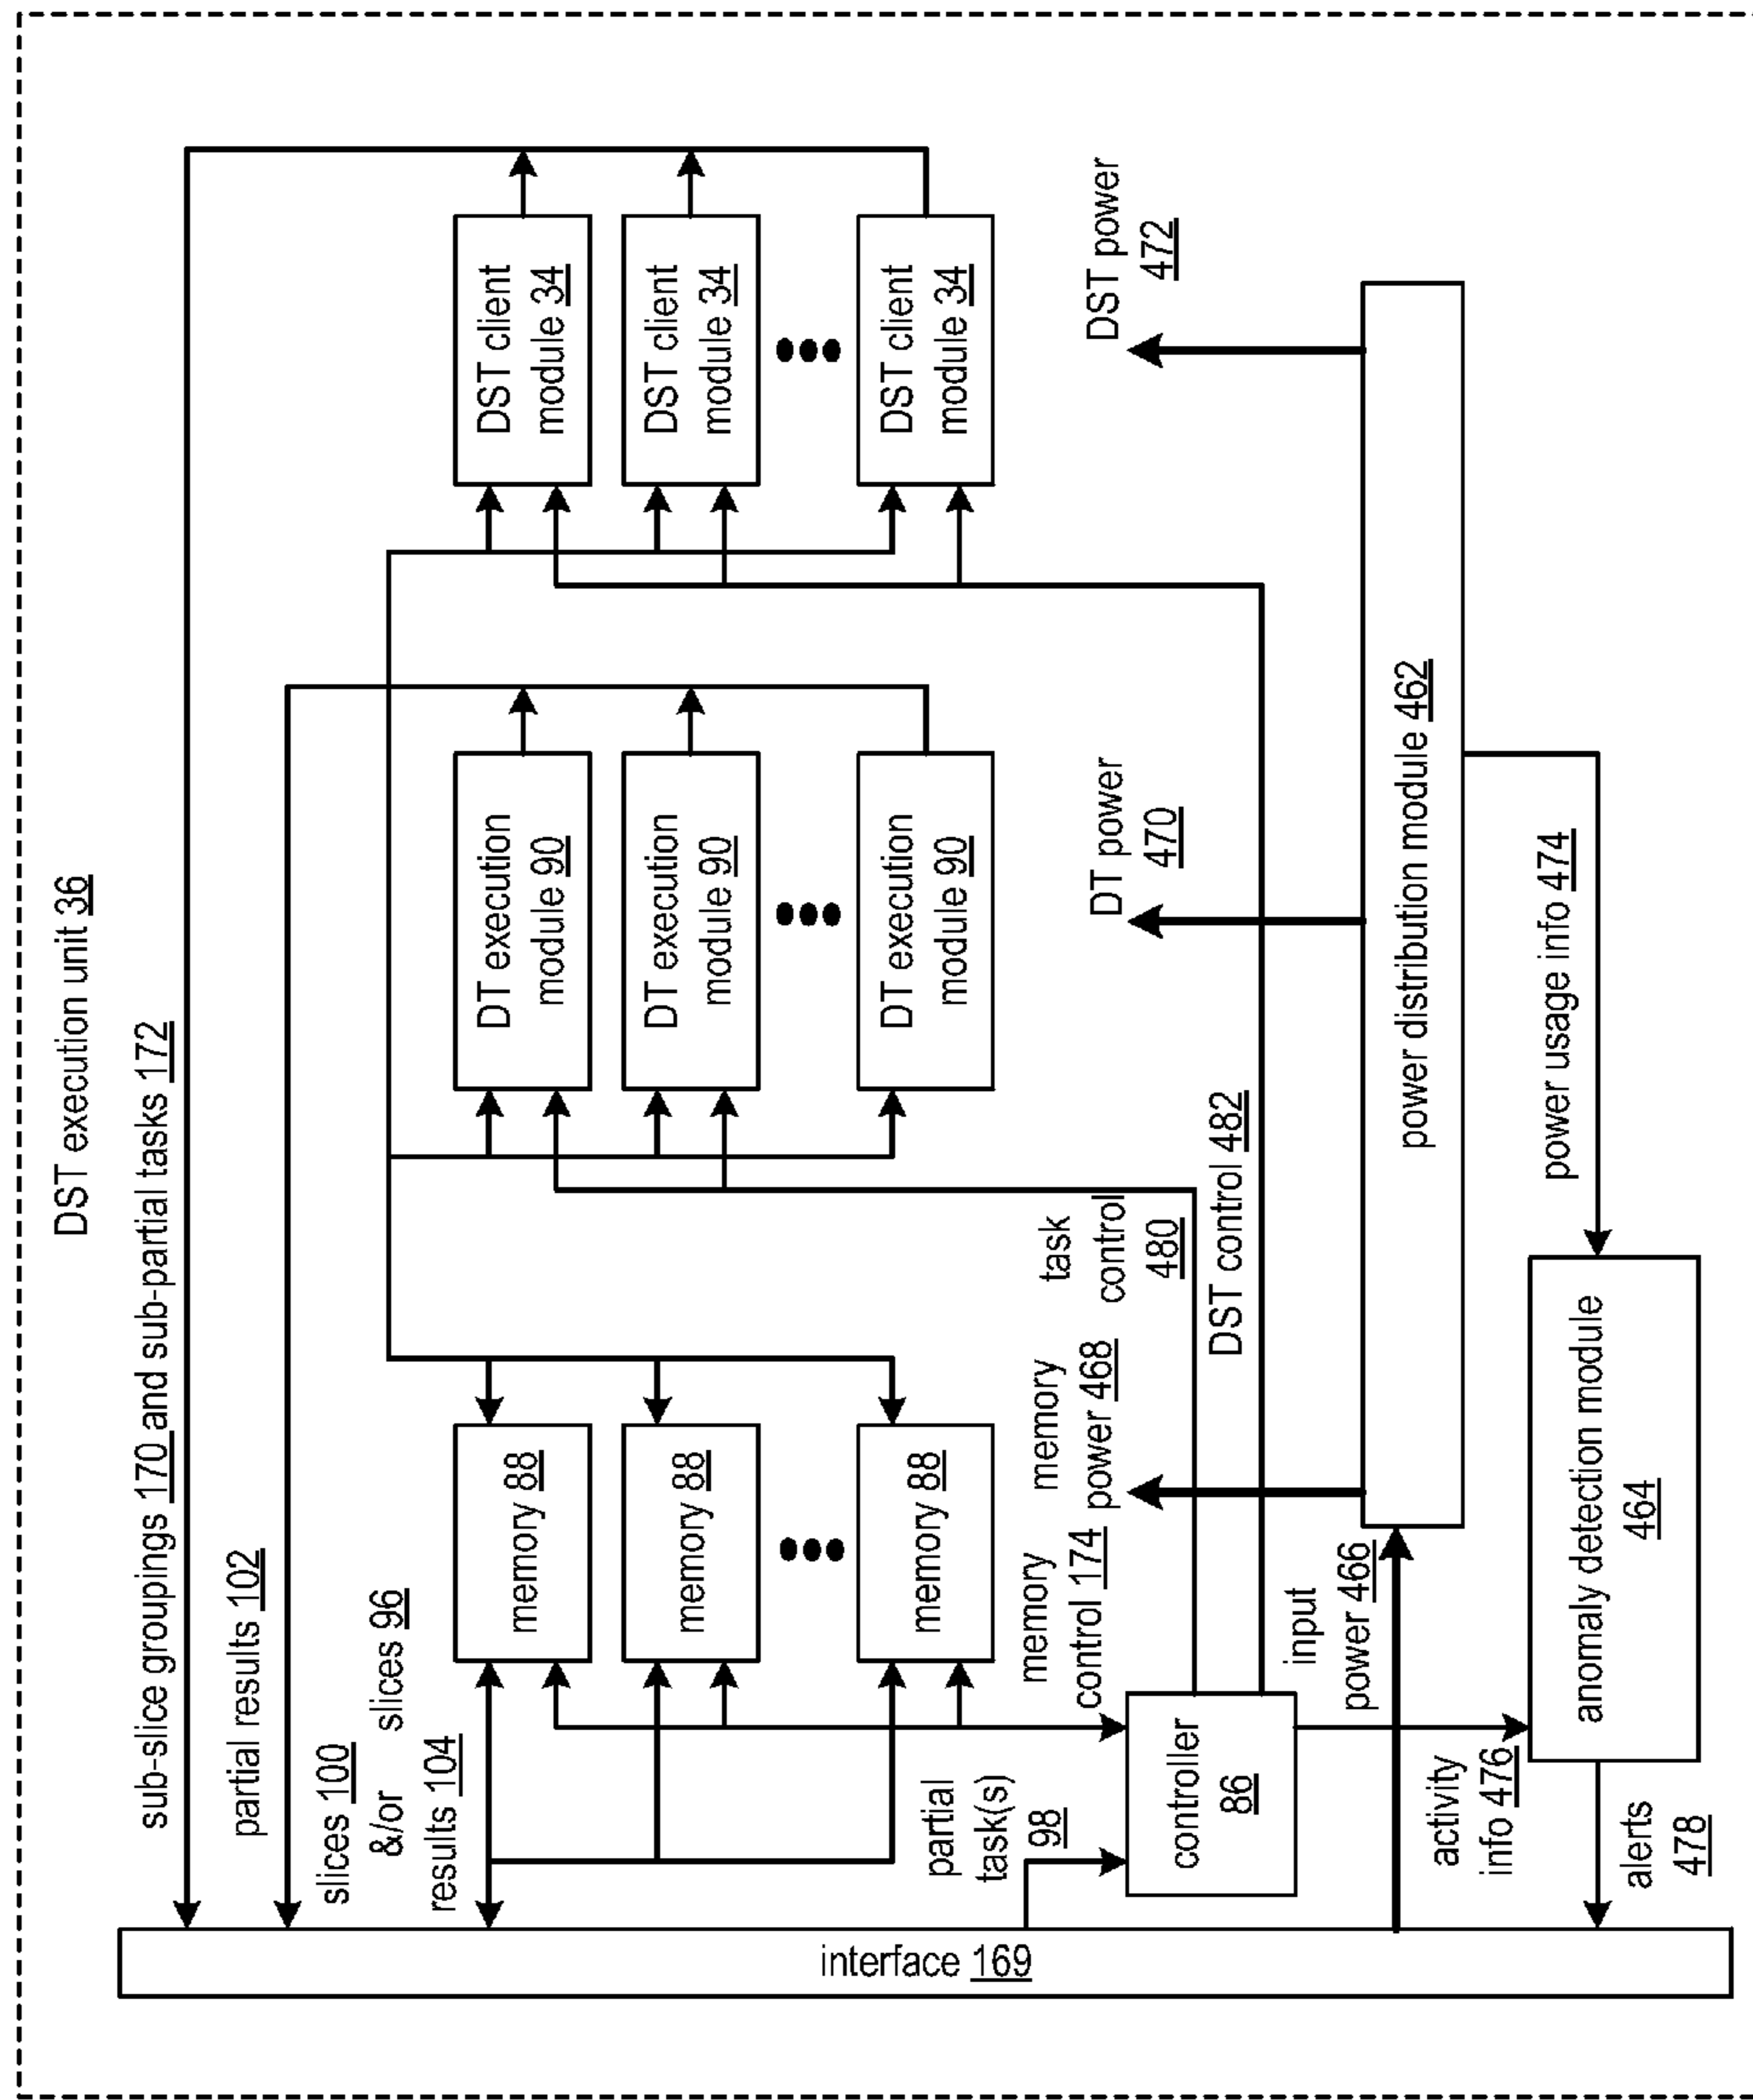 DST execution unit 36
sub-slice groupings 170 and sub-partial tasks 172
partial results 102
slices 100
&/or
results 104
slices 96
memory 88
memory 88
memory 88
DT execution
module 90
DT execution
module 90
DT execution
module 90
DST client
module 34
DST client
module 34
DST client
module 34
partial
task(s)
98
memory
control 174
memory
power 468
task
control
480
DT power
470
DST power
472
controller
86
DST control 482
input
power 466
power distribution module 462
activity
info 476
power usage info 474
anomaly detection module
464
alerts
478
interface 169